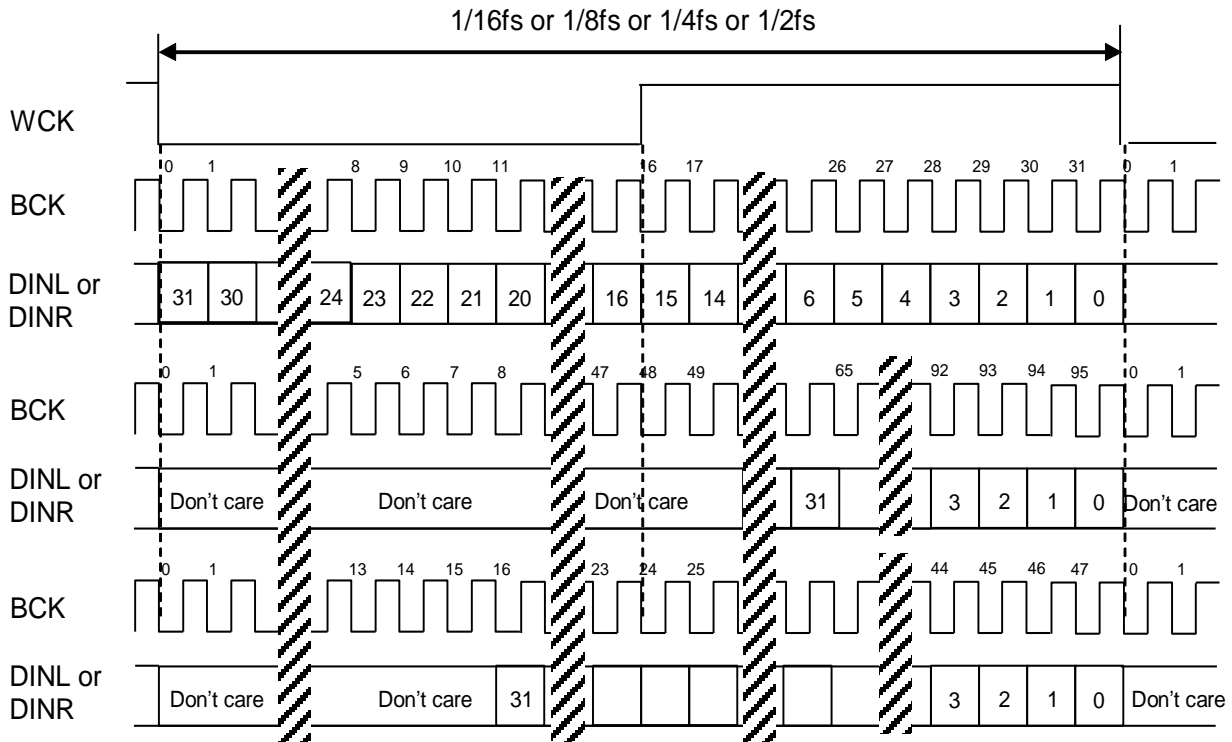 1/16fs or 1/8fs or 1/4fs or 1/2fs
WCK
0 1 8 9 10 11 16 17 26 27 28 29 30 31 0 1
BCK
DINL or
DINR
31 30 24 23 22 21 20 16 15 14 6 5 4 3 2 1 0
0 1 5 6 7 8 47 48 49 65 92 93 94 95 0 1
BCK
DINL or
DINR
Don't care Don't care Don't care 31 3 2 1 0 Don't care
0 1 13 14 15 16 23 24 25 44 45 46 47 0 1
BCK
DINL or
DINR
Don't care Don't care 31 3 2 1 0 Don't care